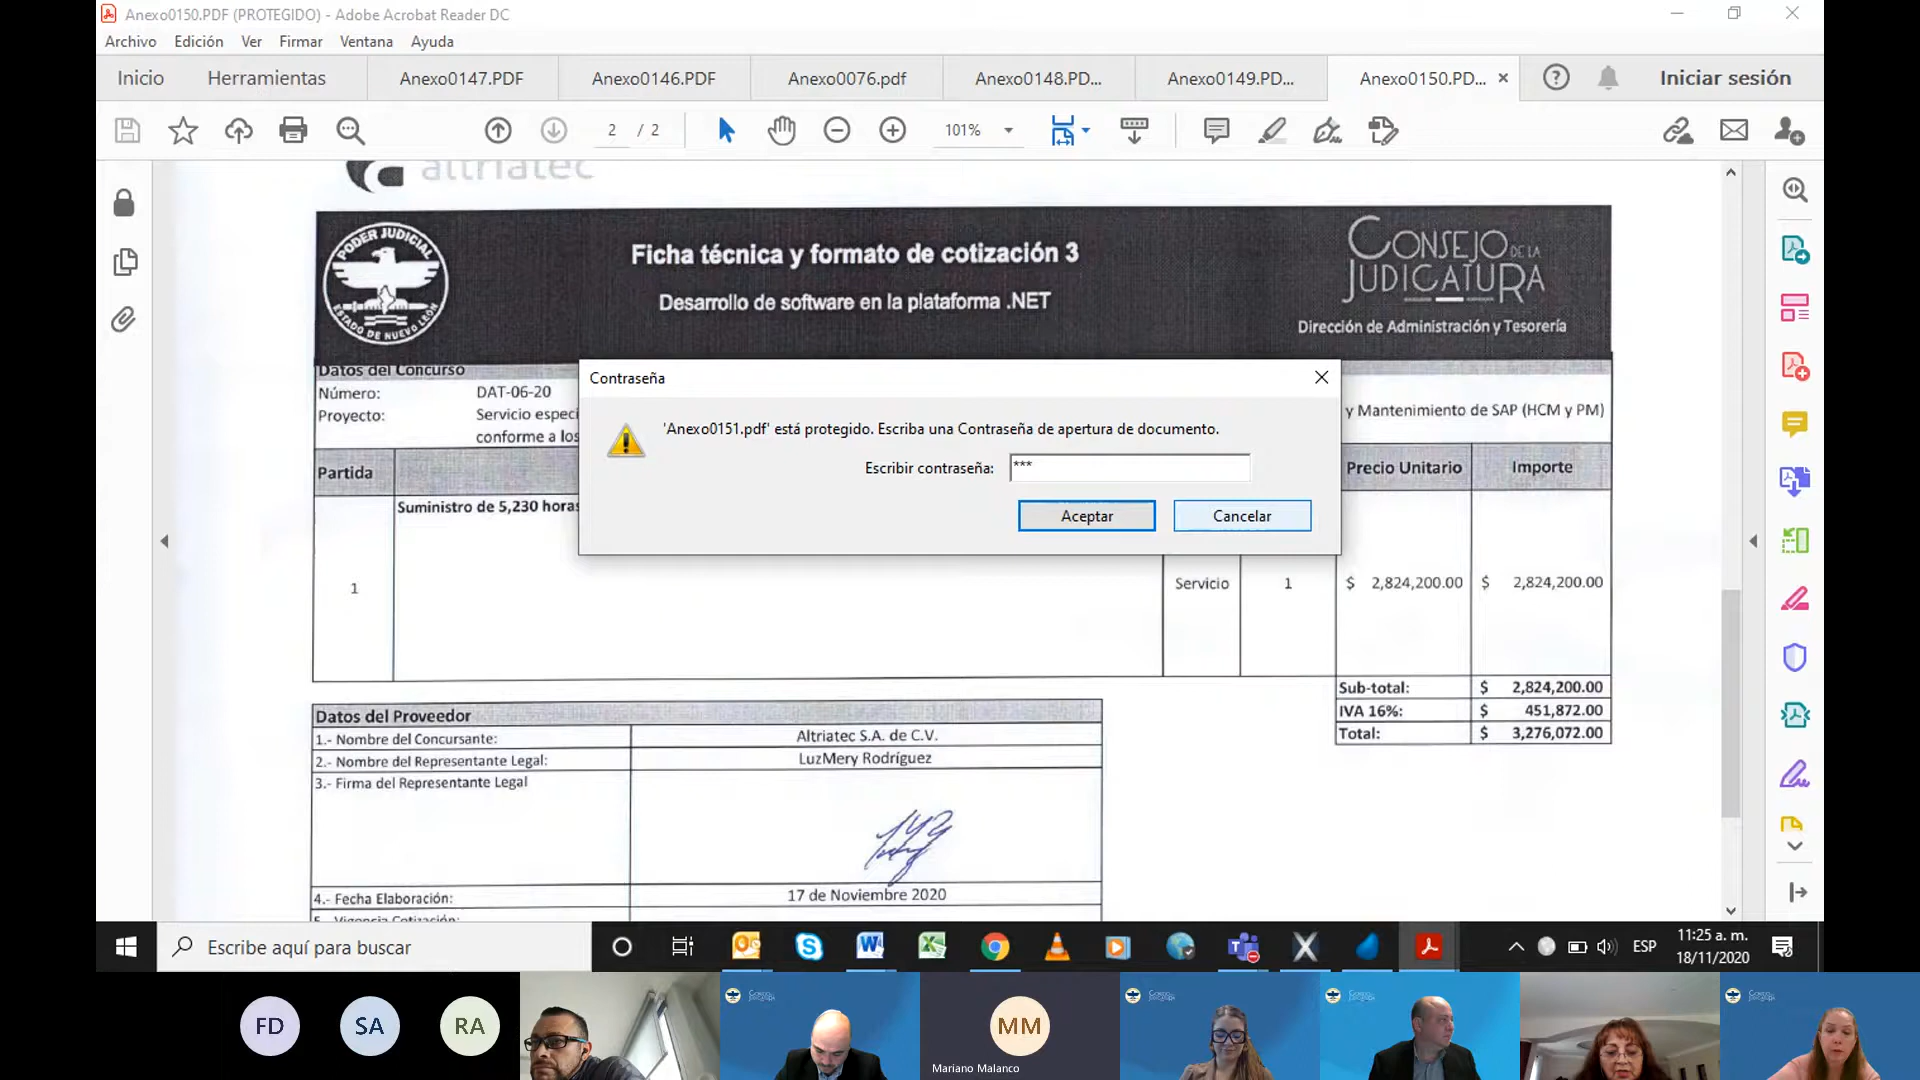 Anexo0150.PDF (PROTEGIDO) - Adobe Acrobat Reader DC
Archivo Edición Ver Firmar Ventana Ayuda
Inicio Herramientas Anexo0147.PDF Anexo0146.PDF Anexo0076.pdf Anexo0148.PD... Anexo0149.PD... Anexo0150.PD... Iniciar sesión
2 / 2 101%
altriatec
PODER JUDICIAL
ESTADO DE NUEVO LEÓN
Ficha técnica y formato de cotización 3
Desarrollo de software en la plataforma .NET
CONSEJO DE LA
JUDICATURA
Dirección de Administración y Tesorería
Datos del Concurso
Número: DAT-06-20
Proyecto: Servicio especi y Mantenimiento de SAP (HCM y PM)
conforme a los
Contraseña
'Anexo0151.pdf' está protegido. Escriba una Contraseña de apertura de documento.
Escribir contraseña: ***
Aceptar Cancelar
Partida Precio Unitario Importe
Suministro de 5,230 horas
1 Servicio 1 $ 2,824,200.00 $ 2,824,200.00
Sub-total: $ 2,824,200.00
IVA 16%: $ 451,872.00
Total: $ 3,276,072.00
Datos del Proveedor
1.- Nombre del Concursante: Altriatec S.A. de C.V.
2.- Nombre del Representante Legal: LuzMery Rodríguez
3.- Firma del Representante Legal
4.- Fecha Elaboración: 17 de Noviembre 2020
5.- Vigencia Cotización:
Escribe aquí para buscar
ESP
11:25 a. m.
18/11/2020
FD SA RA MM
Mariano Malanco